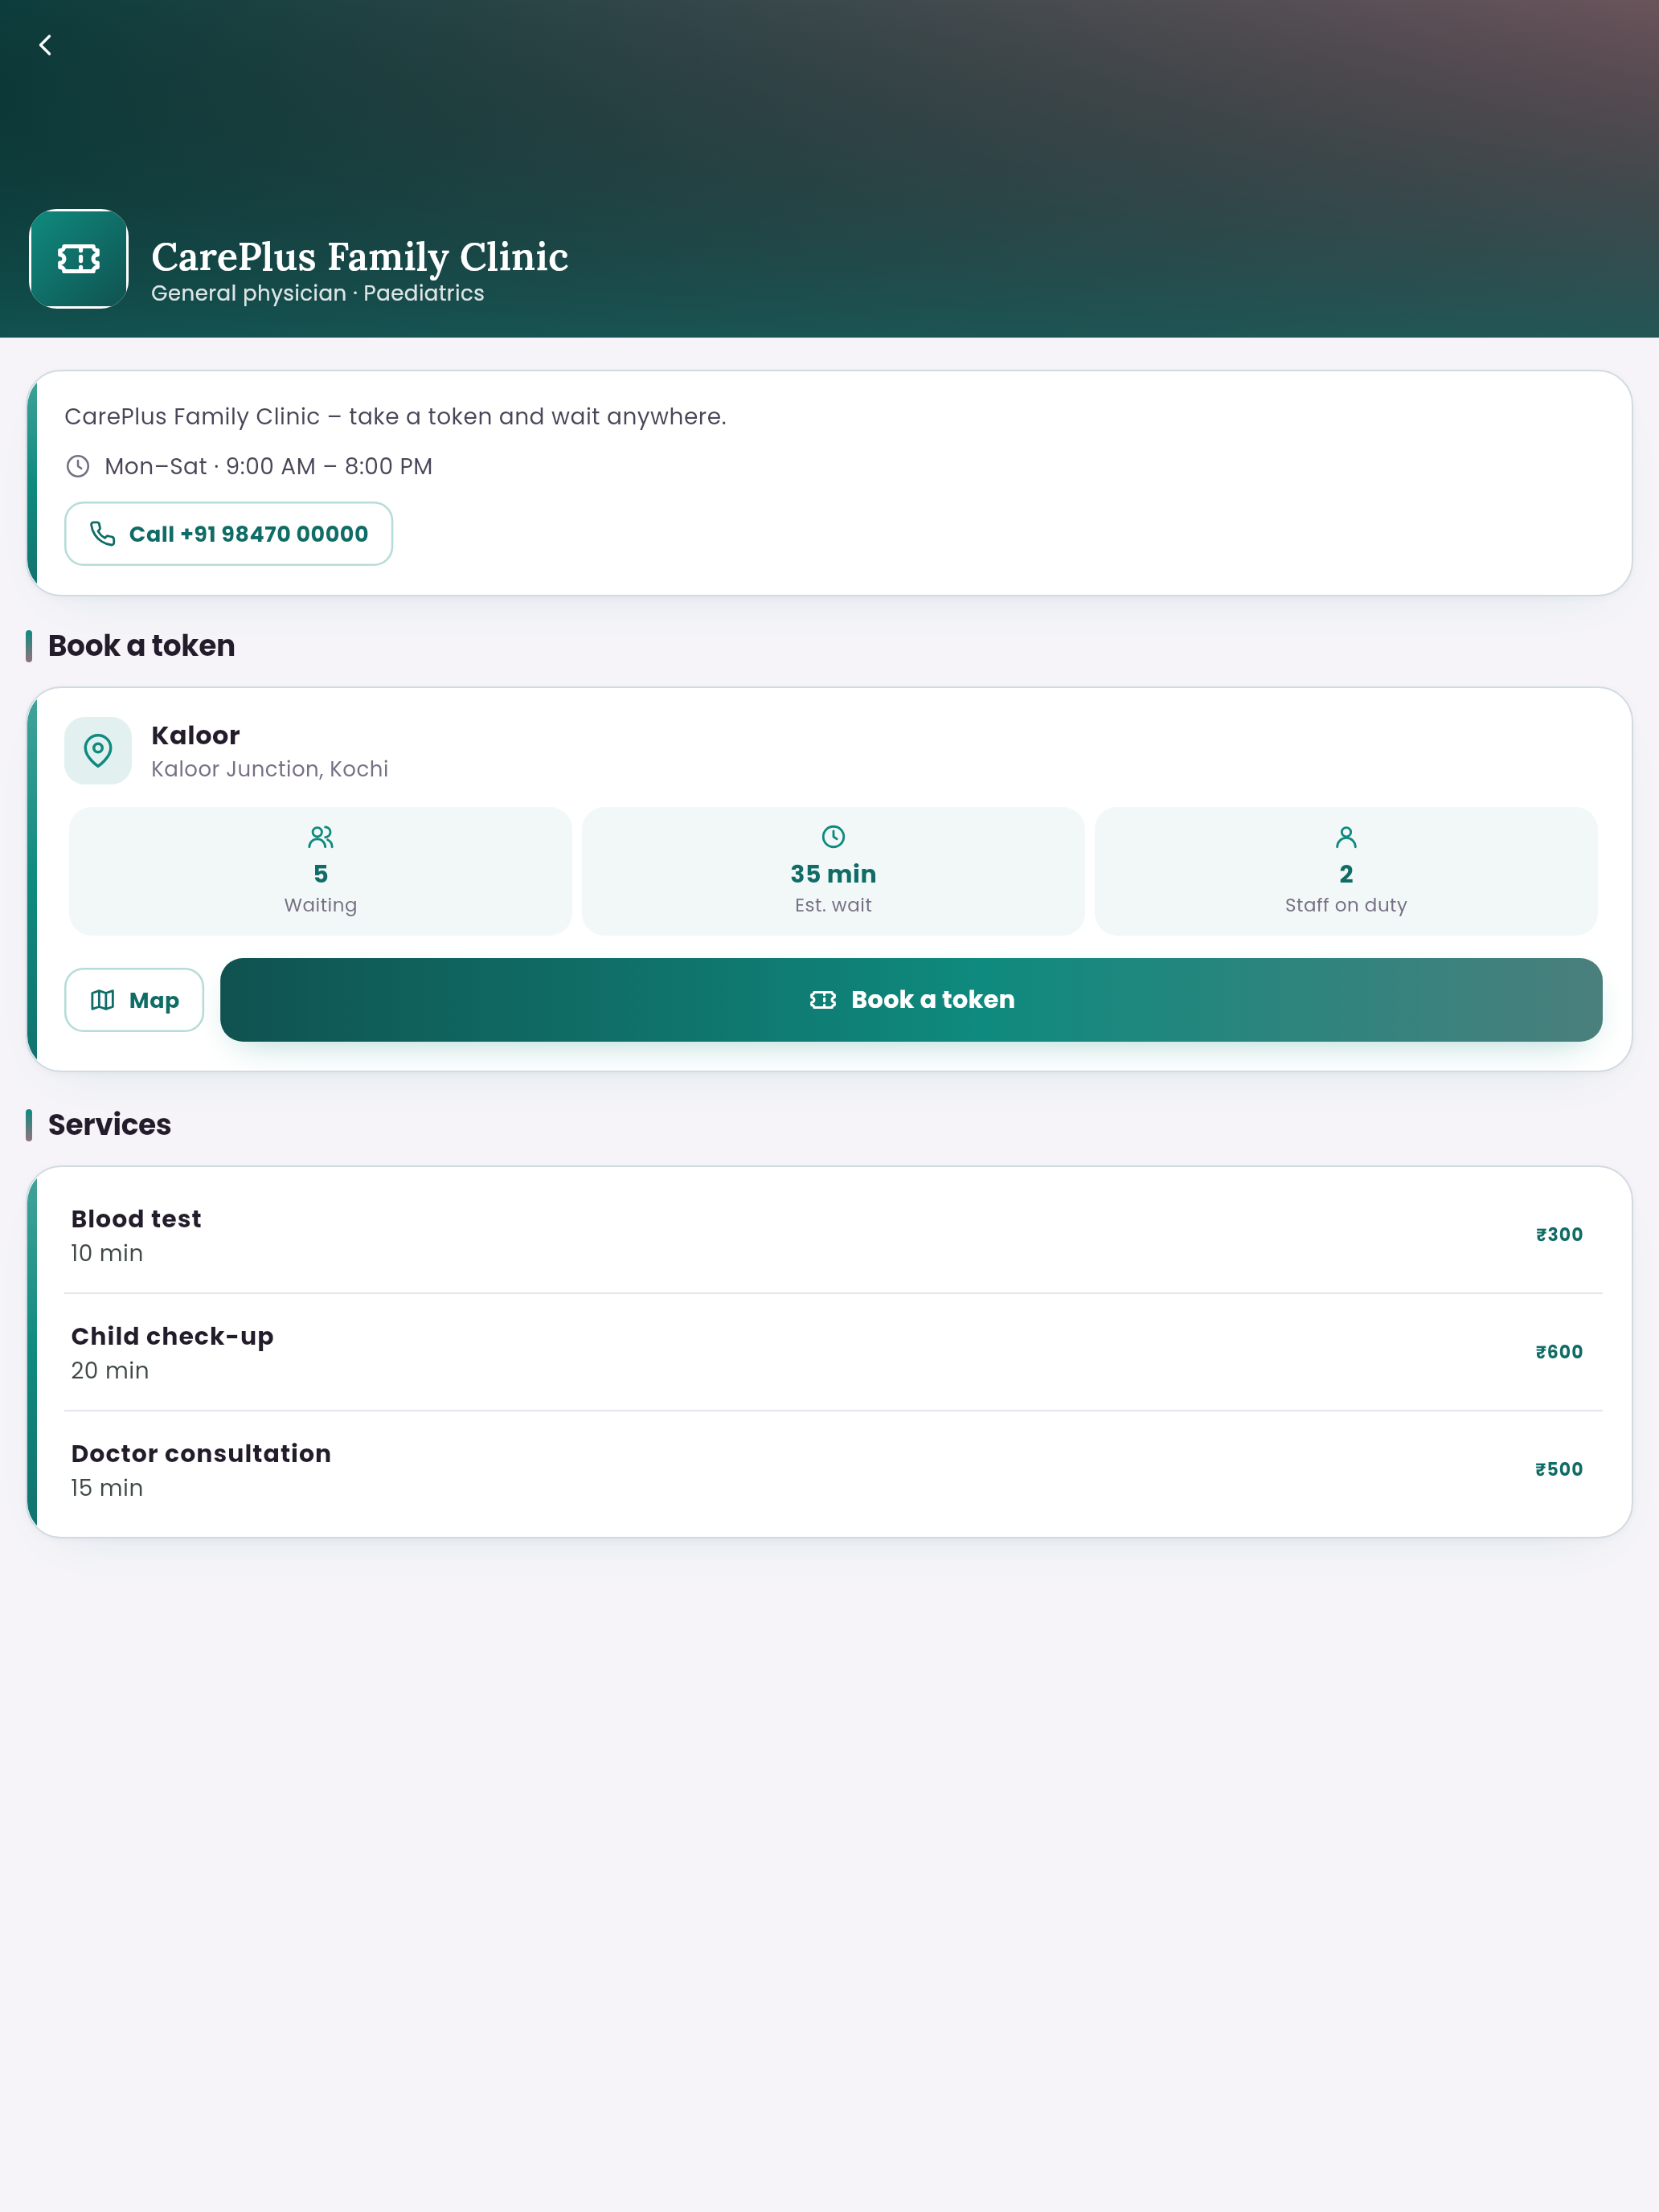 CarePlus Family Clinic
General physician · Paediatrics
CarePlus Family Clinic – take a token and wait anywhere.
Mon–Sat · 9:00 AM – 8:00 PM
Call +91 98470 00000
Book a token
Kaloor
Kaloor Junction, Kochi
5
Waiting
35 min
Est. wait
2
Staff on duty
Map
Book a token
Services
Blood test
10 min
₹300
Child check-up
20 min
₹600
Doctor consultation
15 min
₹500